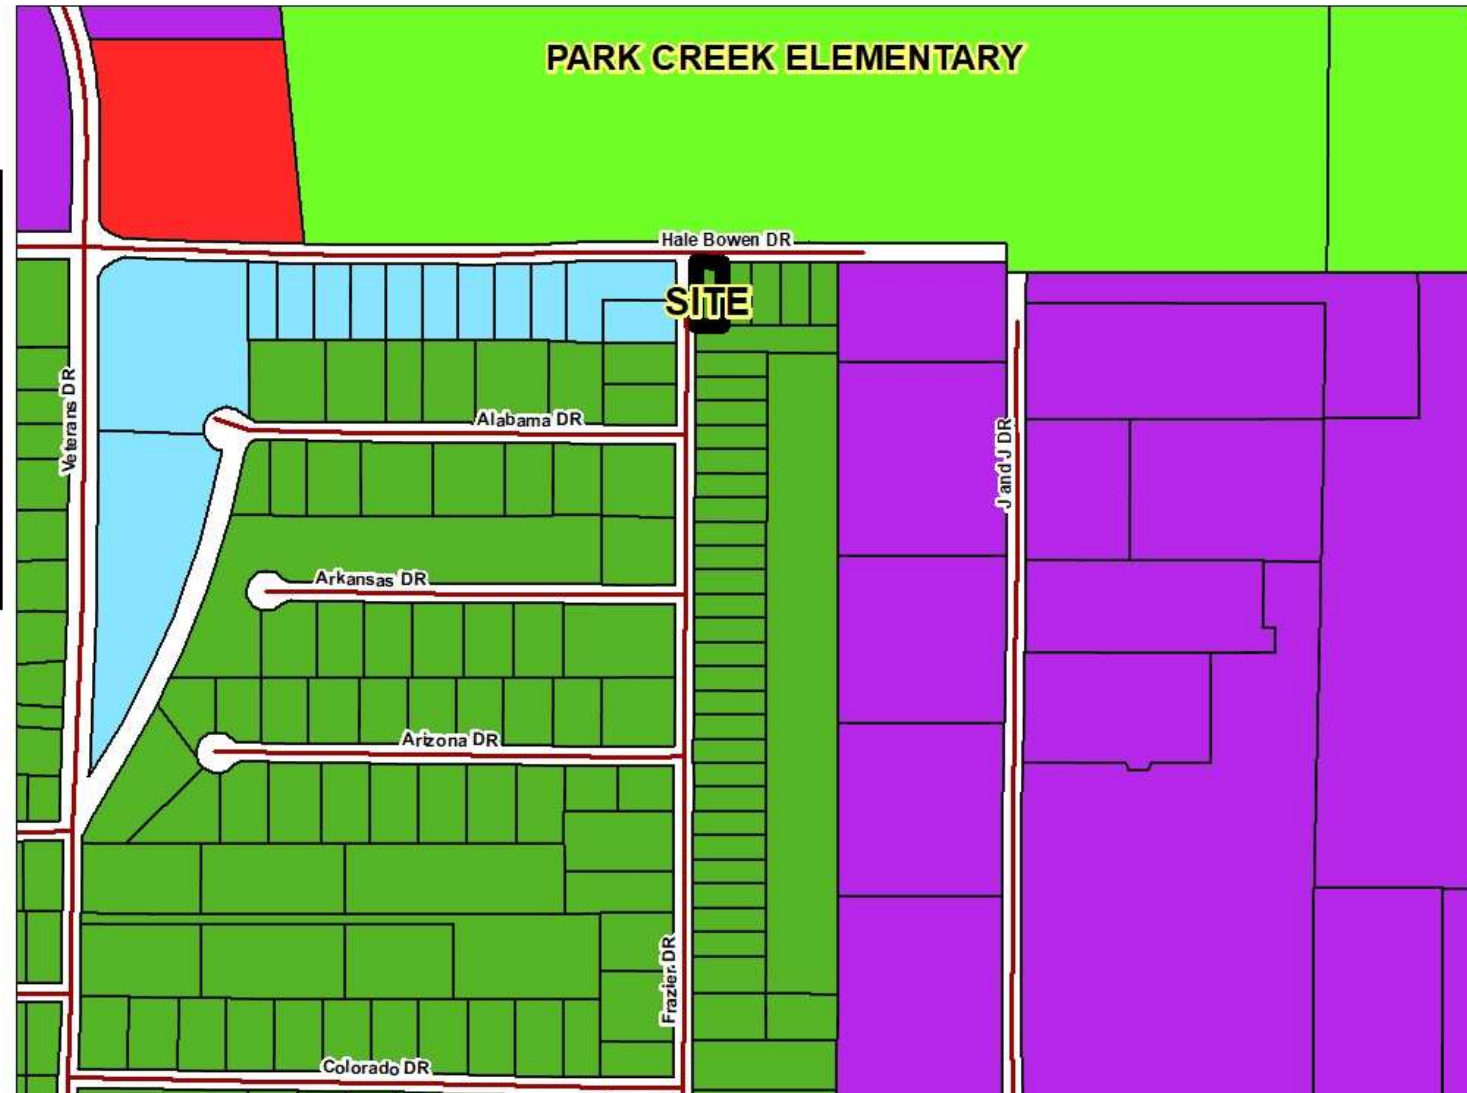 PARK CREEK ELEMENTARY
Hale Bowen DR
SITE
Veterans DR
Alabama DR
J and J DR
Arkansas DR
Arizona DR
Frazier DR
Colorado DR